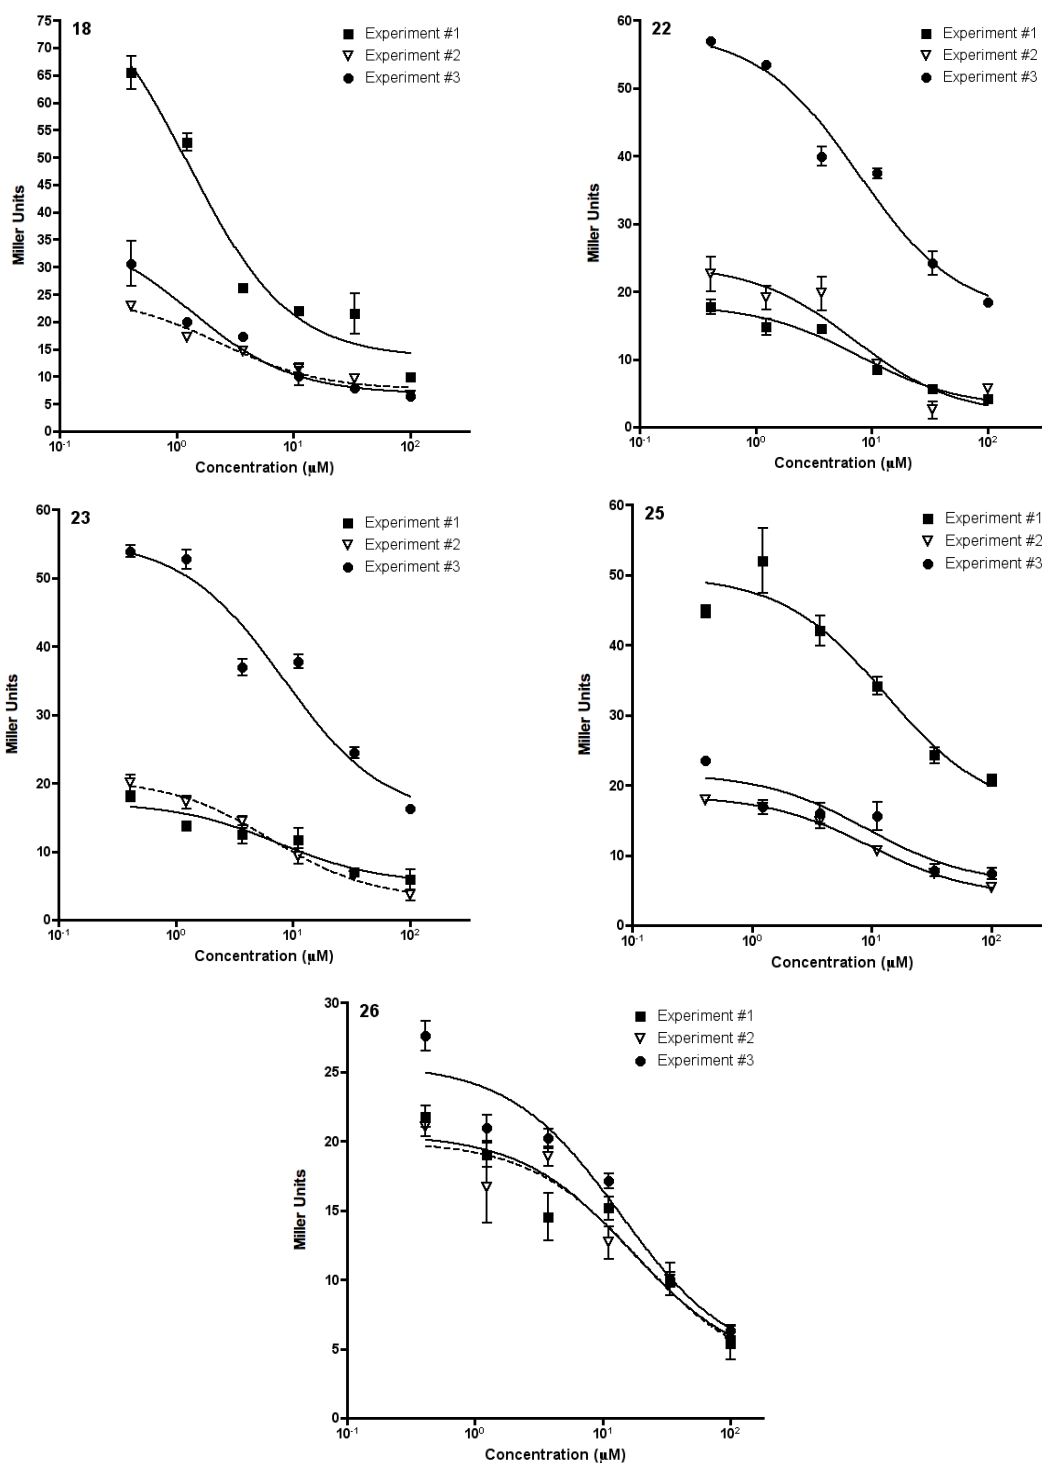 18
Experiment #1
Experiment #2
Experiment #3
75
70
65
60
55
50
45
40
35
30
25
20
15
10
5
0
Miller Units
10⁻¹ 10⁰ 10¹ 10²
Concentration (μM)
22
Experiment #1
Experiment #2
Experiment #3
60
50
40
30
20
10
0
Miller Units
10⁻¹ 10⁰ 10¹ 10²
Concentration (μM)
23
Experiment #1
Experiment #2
Experiment #3
60
50
40
30
20
10
0
Miller Units
10⁻¹ 10⁰ 10¹ 10²
Concentration (μM)
25
Experiment #1
Experiment #2
Experiment #3
60
50
40
30
20
10
0
Miller Units
10⁻¹ 10⁰ 10¹ 10²
Concentration (μM)
26
Experiment #1
Experiment #2
Experiment #3
30
25
20
15
10
5
0
Miller Units
10⁻¹ 10⁰ 10¹ 10²
Concentration (μM)